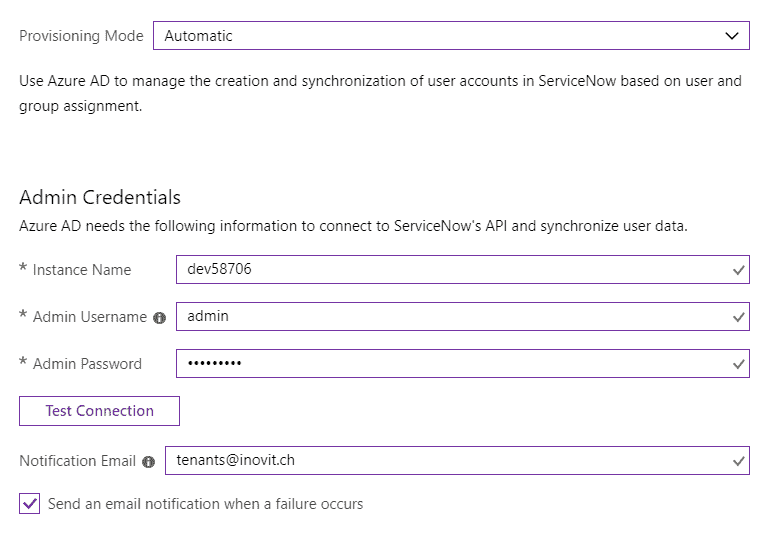 Provisioning Mode Automatic
Use Azure AD to manage the creation and synchronization of user accounts in ServiceNow based on user and
group assignment.
Admin Credentials
Azure AD needs the following information to connect to ServiceNow's API and synchronize user data.
* Instance Name dev58706
* Admin Username admin
* Admin Password •••••••••
Test Connection
Notification Email tenants@inovit.ch
Send an email notification when a failure occurs